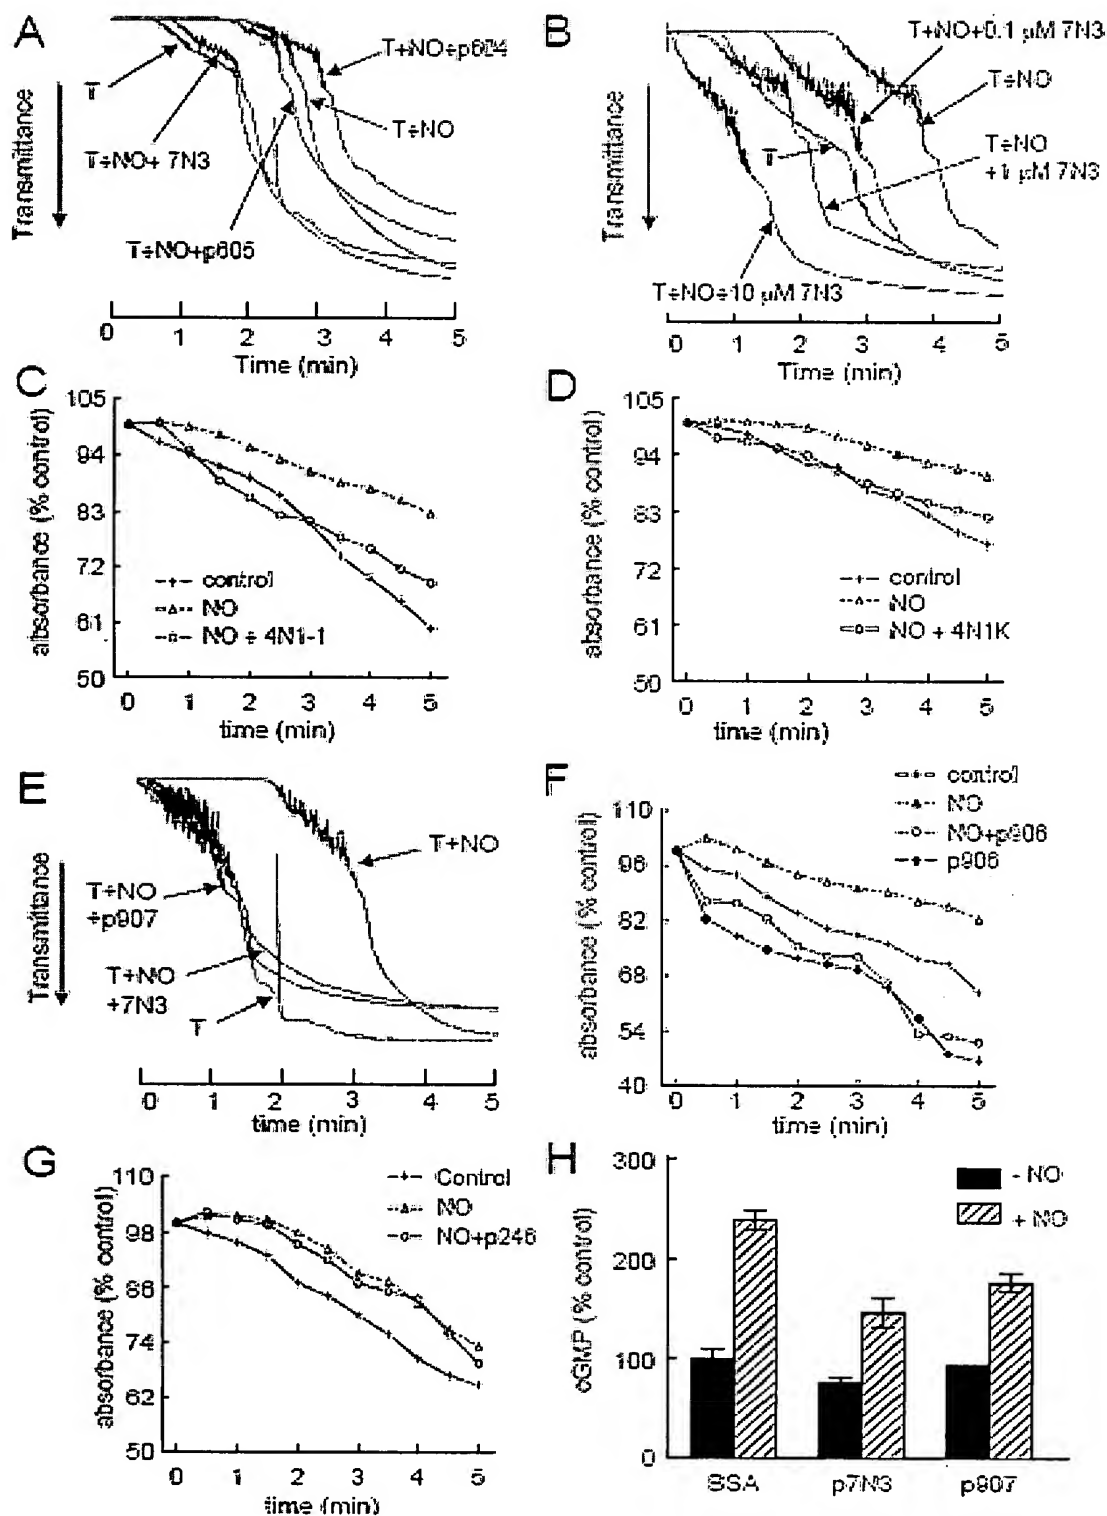 A
Transmittance
T
T+NO+ 7N3
T+NO+p605
T+NO+p604
T+NO
0 1 2 3 4 5
Time (min)
B
Transmittance
T+NO+0.1 µM 7N3
T+NO
T+NO
+1 µM 7N3
T
T+NO+10 µM 7N3
0 1 2 3 4 5
Time (min)
C
absorbance (% control)
105
94
83
72
61
50
control
NO
NO + 4N1-1
0 1 2 3 4 5
time (min)
D
absorbance (% control)
105
94
83
72
61
50
control
NO
NO + 4N1K
0 1 2 3 4 5
time (min)
E
Transmittance
T+NO
+p907
T+NO
+7N3
T
T+NO
0 1 2 3 4 5
time (min)
F
absorbance (% control)
110
96
82
68
54
40
control
NO
NO+p906
p906
0 1 2 3 4 5
time (min)
G
absorbance (% control)
110
98
86
74
62
50
Control
NO
NO+p246
0 1 2 3 4 5
time (min)
H
cGMP (% control)
300
200
100
0
- NO
+ NO
BSA p7N3 p907